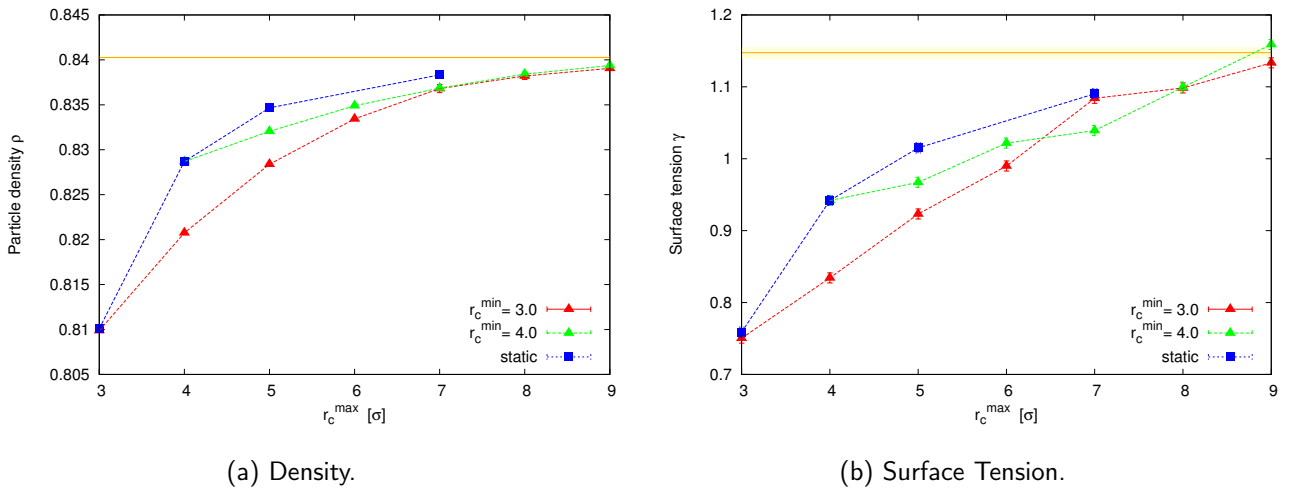 0.845
0.84
0.835
0.83
0.825
0.82
0.815
0.81
0.805
Particle density ρ
3 4 5 6 7 8 9
r_c^max [σ]
r_c^min = 3.0
r_c^min = 4.0
static
(a) Density.
1.2
1.1
1
0.9
0.8
0.7
Surface tension γ
3 4 5 6 7 8 9
r_c^max [σ]
r_c^min = 3.0
r_c^min = 4.0
static
(b) Surface Tension.